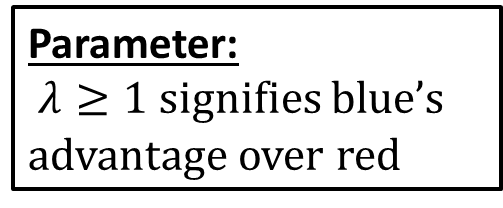 Parameter:
λ ≥ 1 signifies blue’s
advantage over red